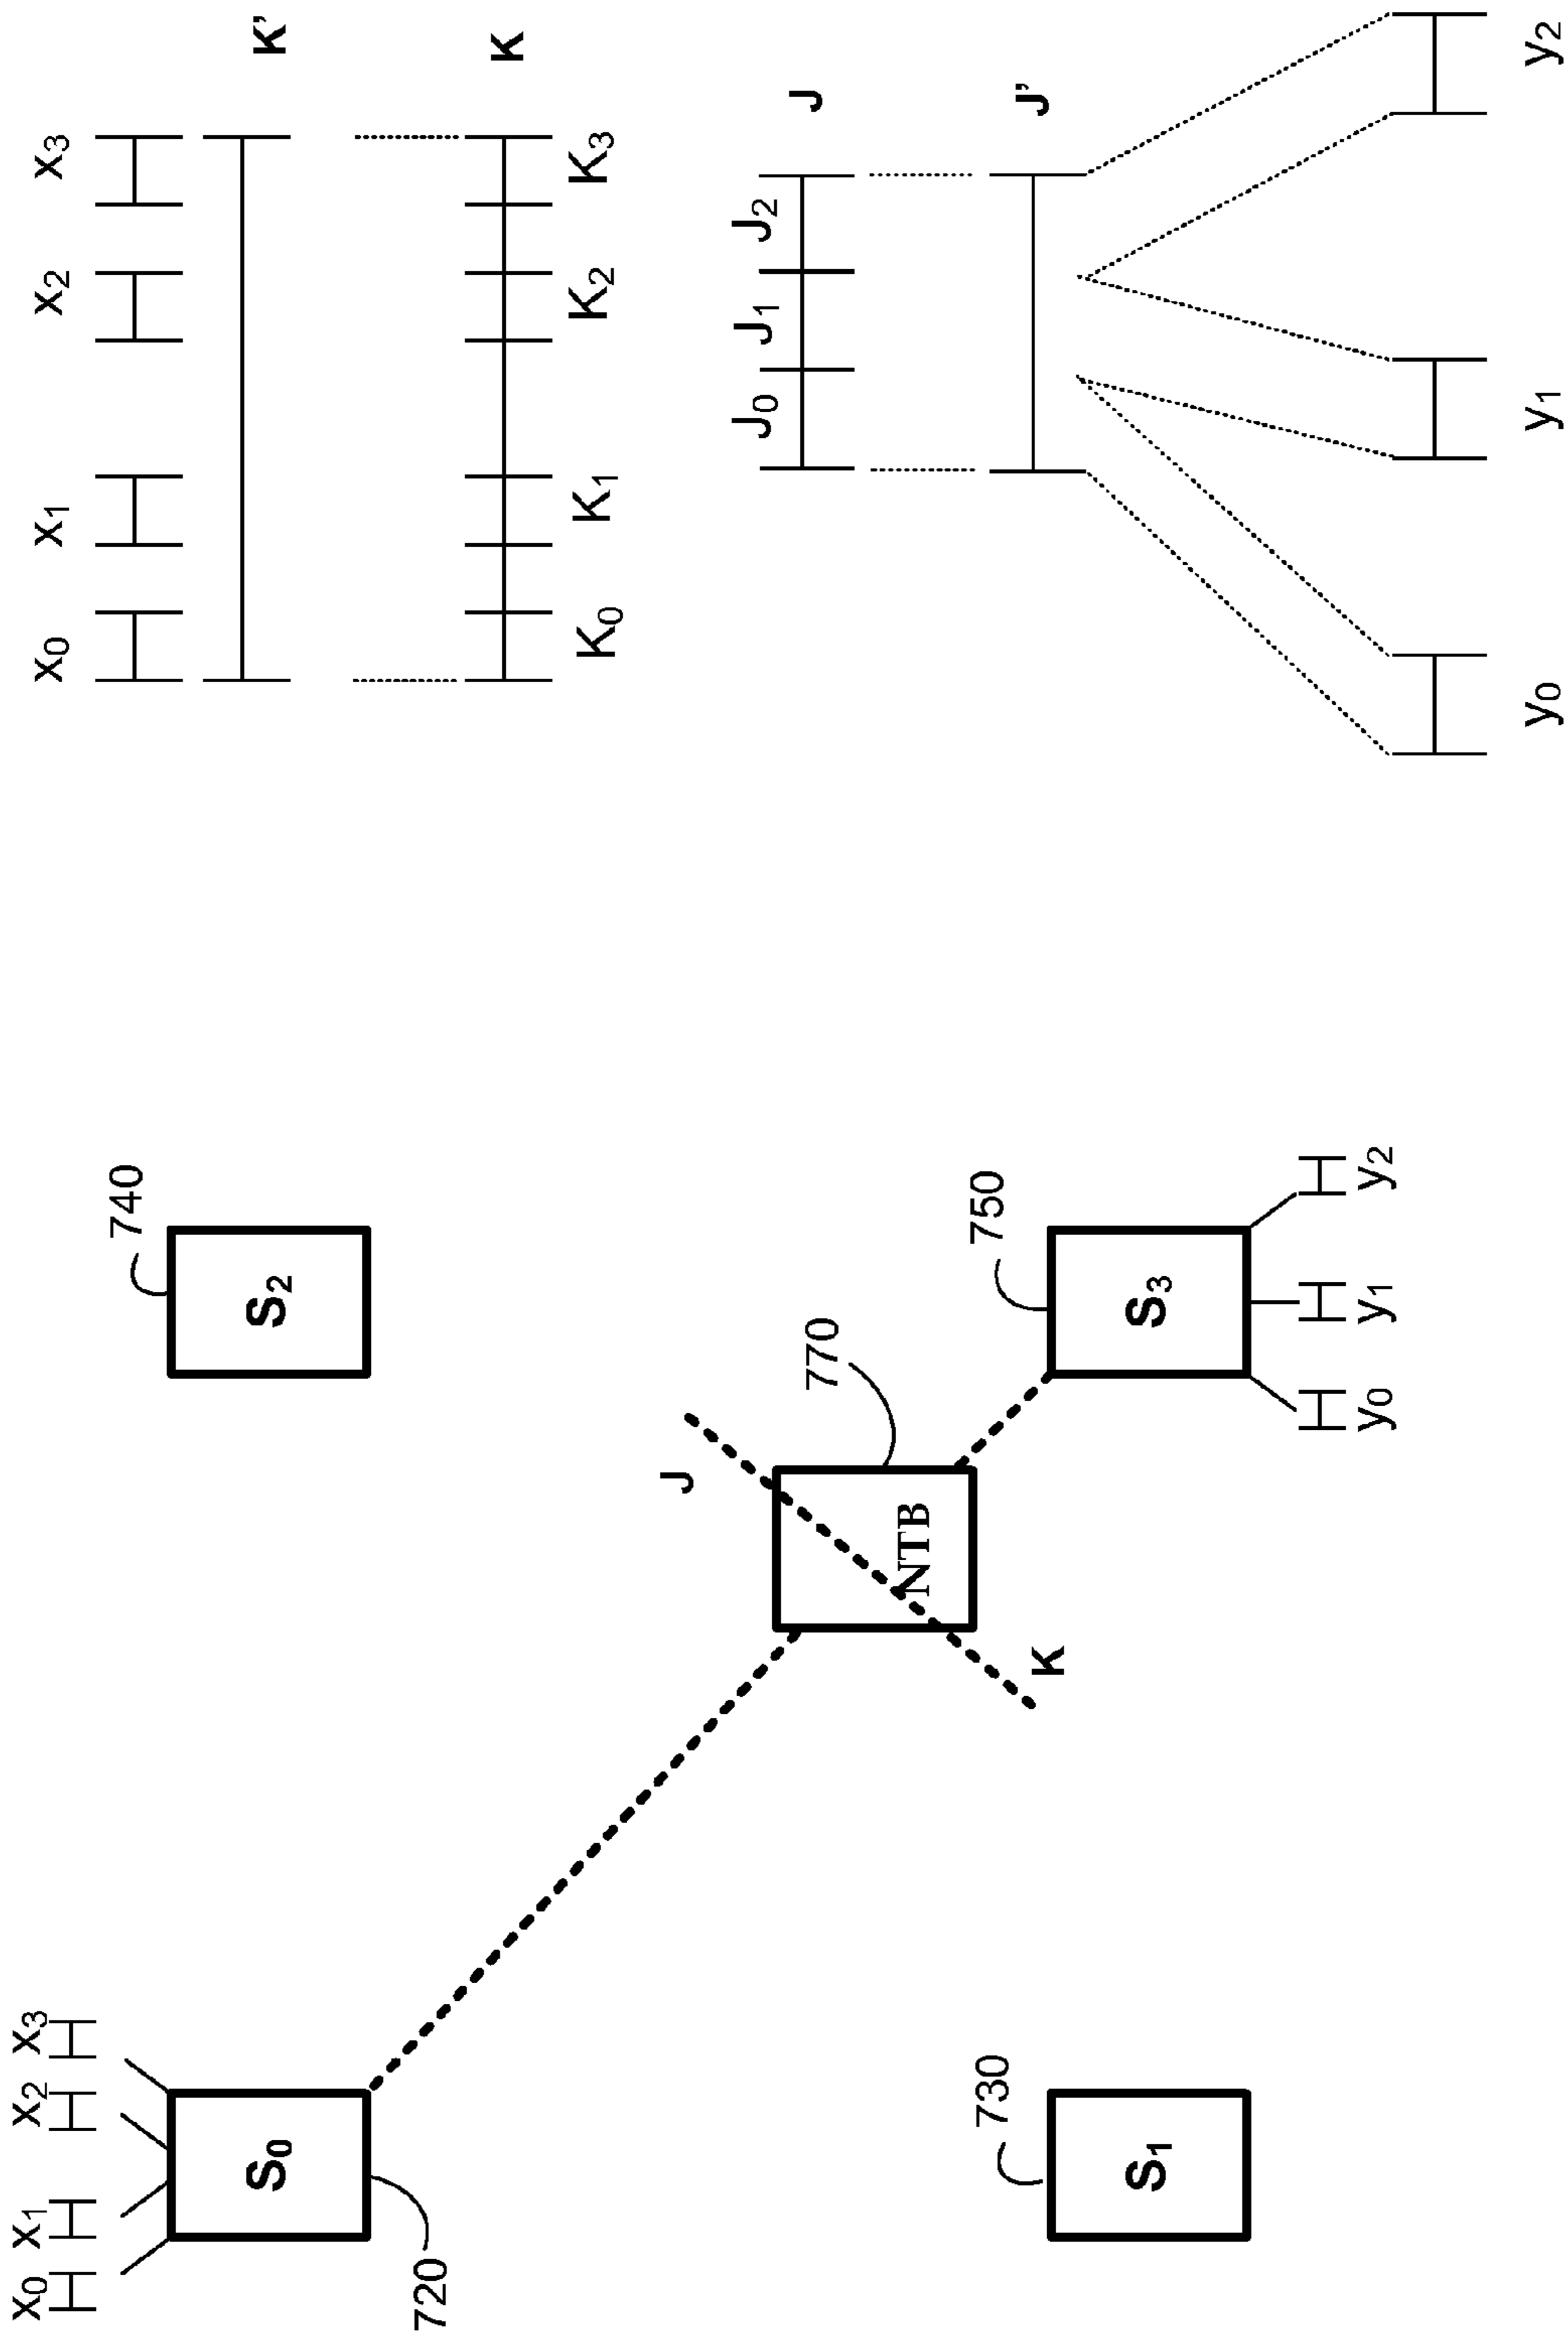 x₀ x₁ x₂ x₃
S₀
720
S₂
740
J
NTB
770
K
S₁
730
S₃
750
y₀ y₁ y₂
x₀ x₁ x₂ x₃
K'
K
K₀ K₁ K₂ K₃
J₀ J₁ J₂
J
J'
y₀ y₁ y₂